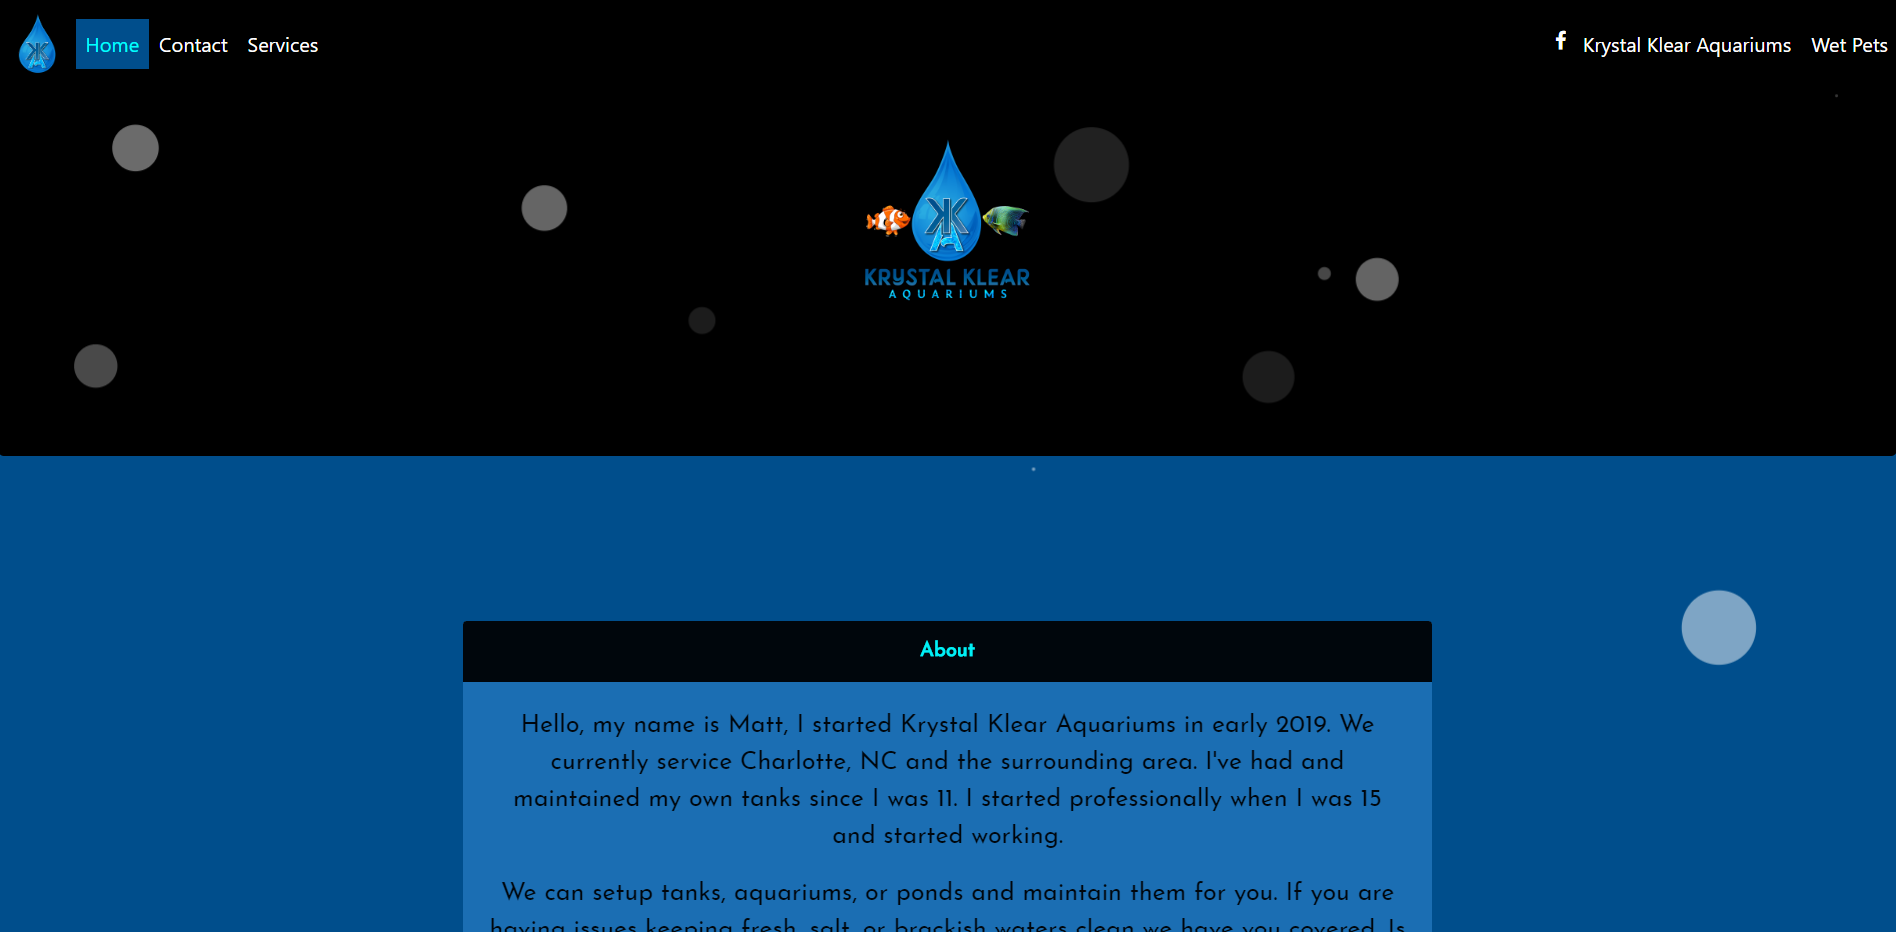 Home Contact Services Krystal Klear Aquariums Wet Pets
KRYSTAL KLEAR
AQUARIUMS
About
Hello, my name is Matt, I started Krystal Klear Aquariums in early 2019. We
currently service Charlotte, NC and the surrounding area. I've had and
maintained my own tanks since I was 11. I started professionally when I was 15
and started working.
We can setup tanks, aquariums, or ponds and maintain them for you. If you are
having issues keeping fresh, salt, or brackish waters clean we have you covered. Is